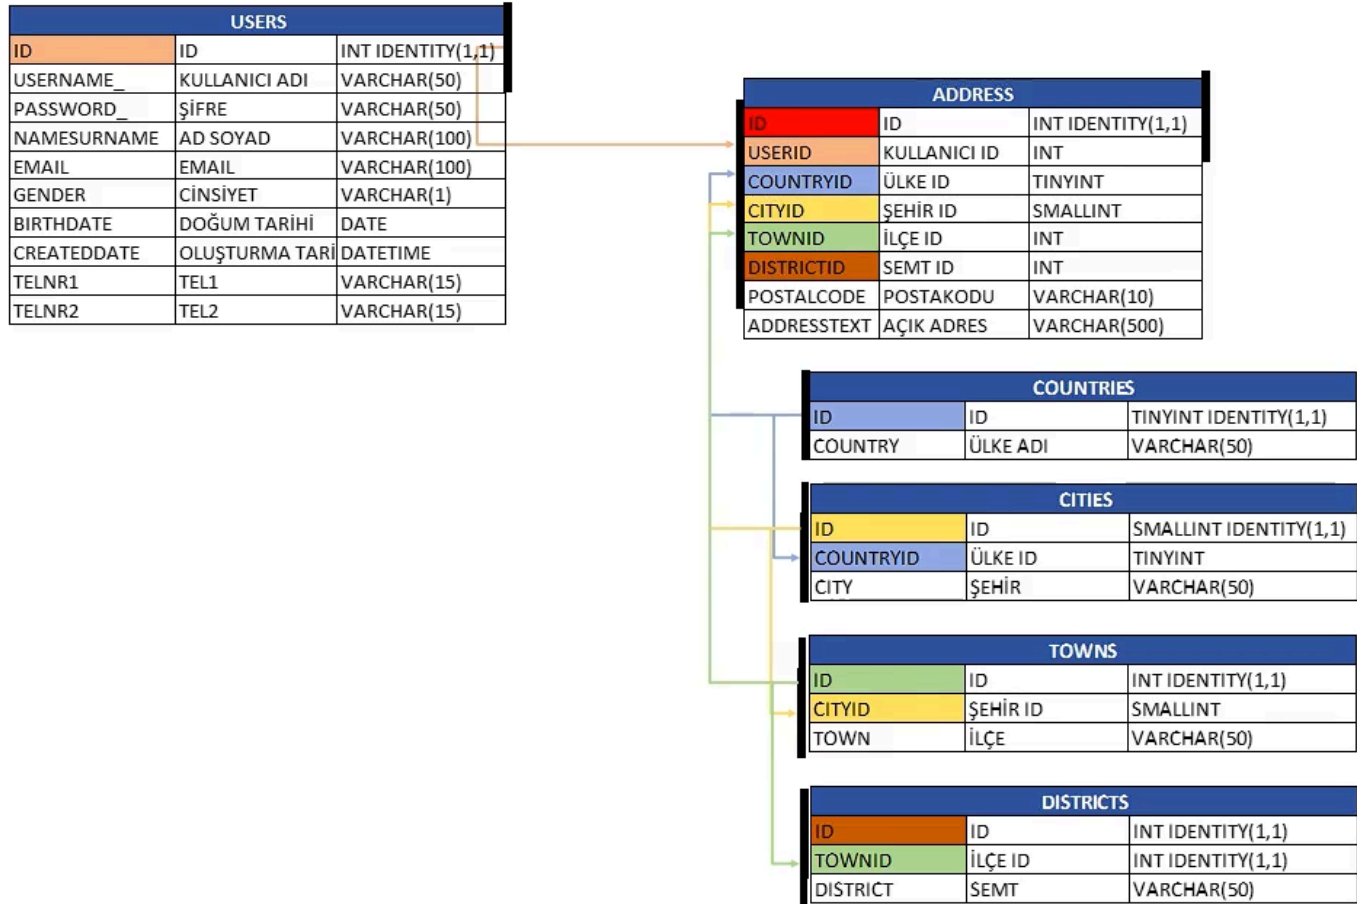 USERS
ID ID INT IDENTITY(1,1)
USERNAME_ KULLANICI ADI VARCHAR(50)
PASSWORD_ ŞİFRE VARCHAR(50)
NAMESURNAME AD SOYAD VARCHAR(100)
EMAIL EMAIL VARCHAR(100)
GENDER CİNSİYET VARCHAR(1)
BIRTHDATE DOĞUM TARİHİ DATE
CREATEDDATE OLUŞTURMA TARİ DATETIME
TELNR1 TEL1 VARCHAR(15)
TELNR2 TEL2 VARCHAR(15)
ADDRESS
ID ID INT IDENTITY(1,1)
USERID KULLANICI ID INT
COUNTRYID ÜLKE ID TINYINT
CITYID ŞEHİR ID SMALLINT
TOWNID İLÇE ID INT
DISTRICTID SEMT ID INT
POSTALCODE POSTAKODU VARCHAR(10)
ADDRESSTEXT AÇIK ADRES VARCHAR(500)
COUNTRIES
ID ID TINYINT IDENTITY(1,1)
COUNTRY ÜLKE ADI VARCHAR(50)
CITIES
ID ID SMALLINT IDENTITY(1,1)
COUNTRYID ÜLKE ID TINYINT
CITY ŞEHİR VARCHAR(50)
TOWNS
ID ID INT IDENTITY(1,1)
CITYID ŞEHİR ID SMALLINT
TOWN İLÇE VARCHAR(50)
DISTRICTS
ID ID INT IDENTITY(1,1)
TOWNID İLÇE ID INT IDENTITY(1,1)
DISTRICT SEMT VARCHAR(50)